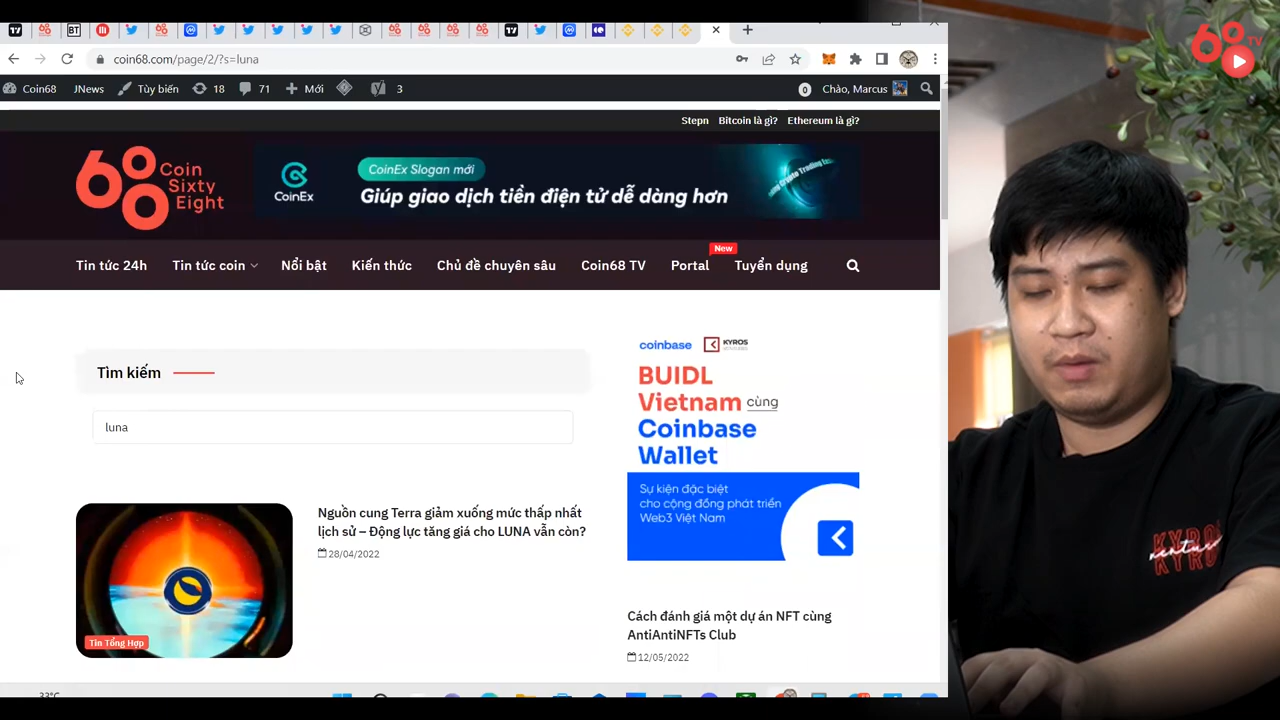 coin68.com/page/2/?s=luna
Coin68 JNews Tùy biến 18 71 Mới 3 0 Chào, Marcus
Stepn Bitcoin là gì? Ethereum là gì?
68
Coin
Sixty
Eight
CoinEx
CoinEx Slogan mới
Giúp giao dịch tiền điện tử dễ dàng hơn
New
Tin tức 24h Tin tức coin Nổi bật Kiến thức Chủ đề chuyên sâu Coin68 TV Portal Tuyển dụng
Tìm kiếm
luna
Nguồn cung Terra giảm xuống mức thấp nhất
lịch sử – Động lực tăng giá cho LUNA vẫn còn?
28/04/2022
Tin Tổng Hợp
coinbase KYROS
BUIDL
Vietnam cùng
Coinbase
Wallet
Sự kiện đặc biệt
cho cộng đồng phát triển
Web3 Việt Nam
Cách đánh giá một dự án NFT cùng
AntiAntiNFTs Club
12/05/2022
33°C
68 TV
KYROS
ventures
KYRO